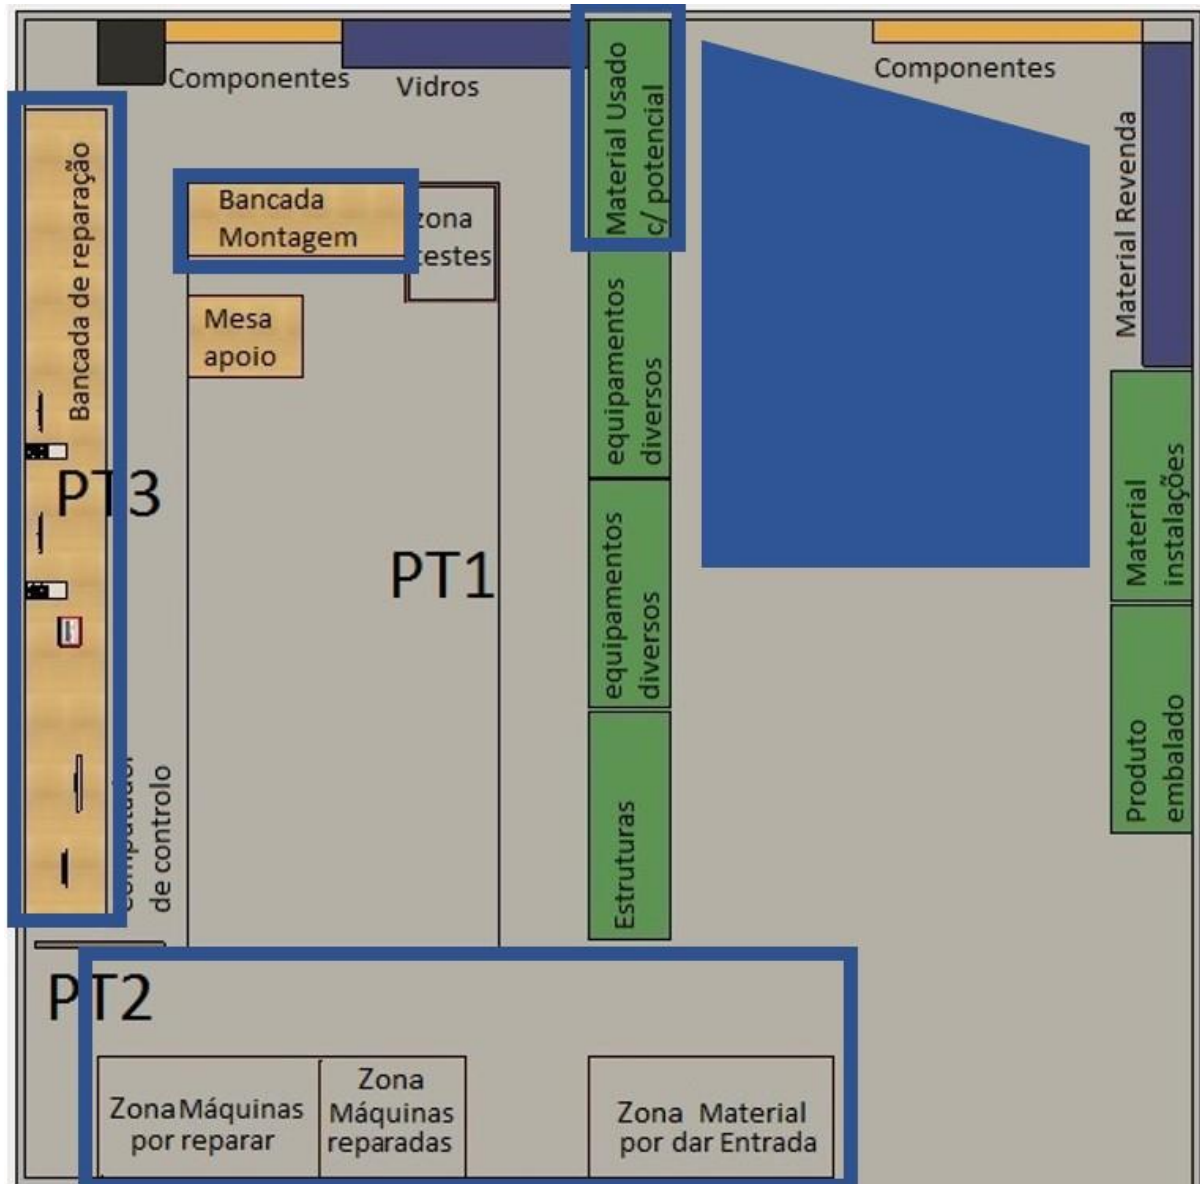 Componentes
Vidros
Material Usado
c/ potencial
Componentes
Material Revenda
Bancada de reparação
Bancada
Montagem
zona
testes
Mesa
apoio
equipamentos
diversos
PT3
PT1
Material
instalações
equipamentos
diversos
Produto
embalado
Estruturas
de controlo
PT2
Zona Máquinas
por reparar
Zona
Máquinas
reparadas
Zona Material
por dar Entrada